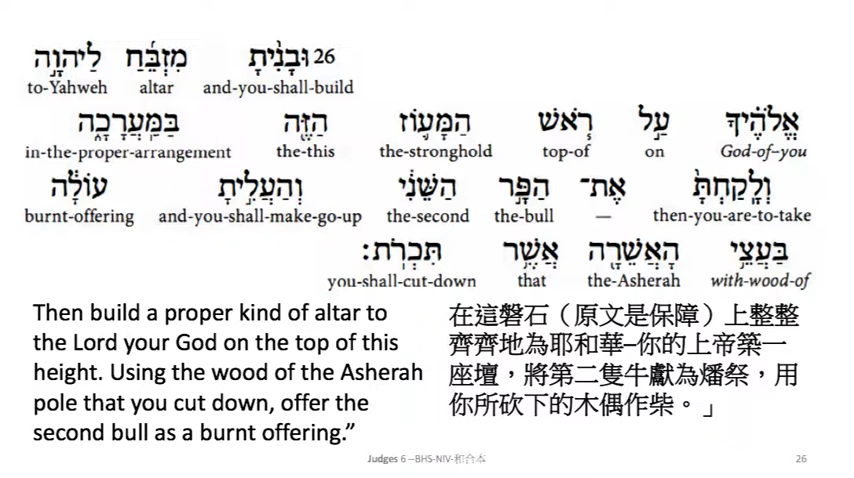 26 וּבָנִ֨יתָ מִזְבֵּ֜חַ לַיהוָ֣ה
and-you-shall-build altar to-Yahweh
אֱלֹהֶ֗יךָ עַ֣ל רֹ֧אשׁ הַמָּע֛וֹז הַזֶּ֖ה בַּמַּֽעֲרָכָ֑ה
God-of-you on top-of the-stronghold the-this in-the-proper-arrangement
וְלָֽקַחְתָּ֙ אֶת־ הַפָּ֣ר הַשֵּׁנִ֔י וְהַעֲלִ֣יתָ עוֹלָ֔ה
then-you-are-to-take — the-bull the-second and-you-shall-make-go-up burnt-offering
בַּעֲצֵ֥י הָאֲשֵׁרָ֖ה אֲשֶׁ֥ר תִּכְרֹֽת׃
with-wood-of the-Asherah that you-shall-cut-down
Then build a proper kind of altar to
the Lord your God on the top of this
height. Using the wood of the Asherah
pole that you cut down, offer the
second bull as a burnt offering.”
在這磐石（原文是保障）上整整
齊齊地為耶和華─你的上帝築一
座壇，將第二隻牛獻為燔祭，用
你所砍下的木偶作柴。」
Judges 6 --BHS-NIV-和合本
26